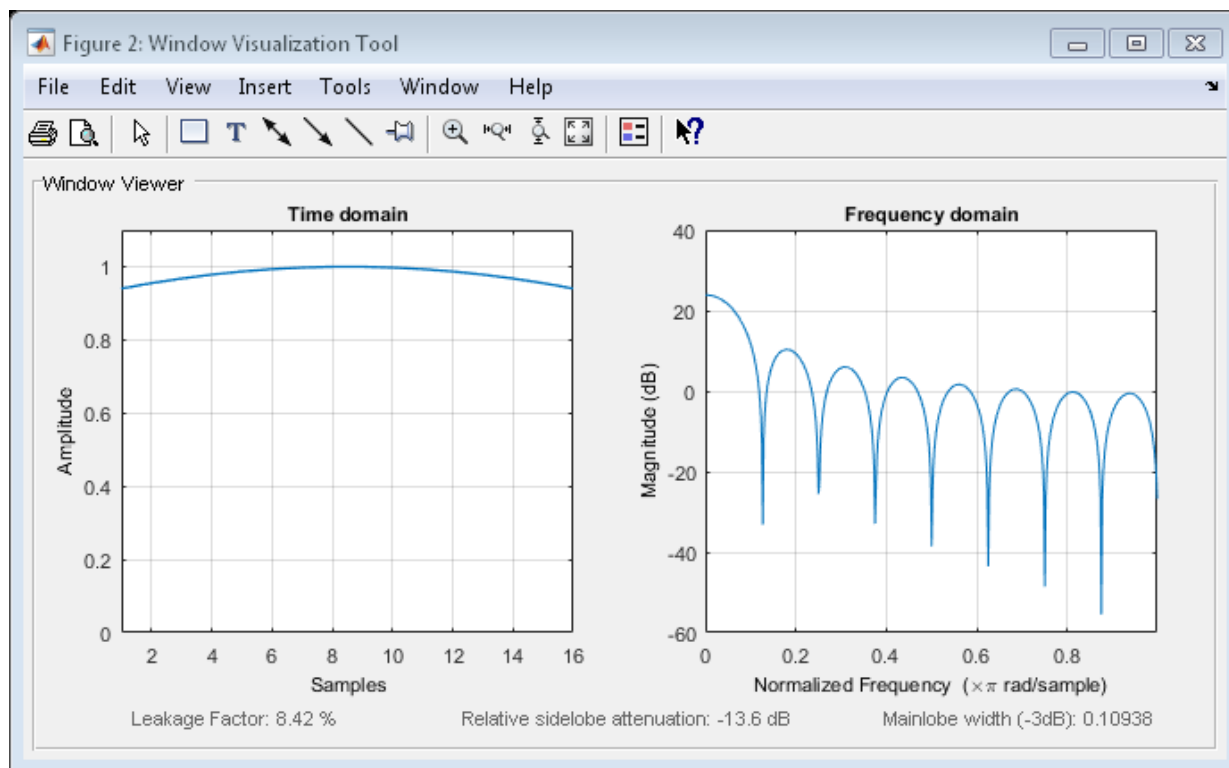 Figure 2: Window Visualization Tool
File Edit View Insert Tools Window Help
T
?
Window Viewer
Time domain
Amplitude
1
0.8
0.6
0.4
0.2
0
2 4 6 8 10 12 14 16
Samples
Frequency domain
Magnitude (dB)
40
20
0
-20
-40
-60
0 0.2 0.4 0.6 0.8
Normalized Frequency (×π rad/sample)
Leakage Factor: 8.42 %
Relative sidelobe attenuation: -13.6 dB
Mainlobe width (-3dB): 0.10938